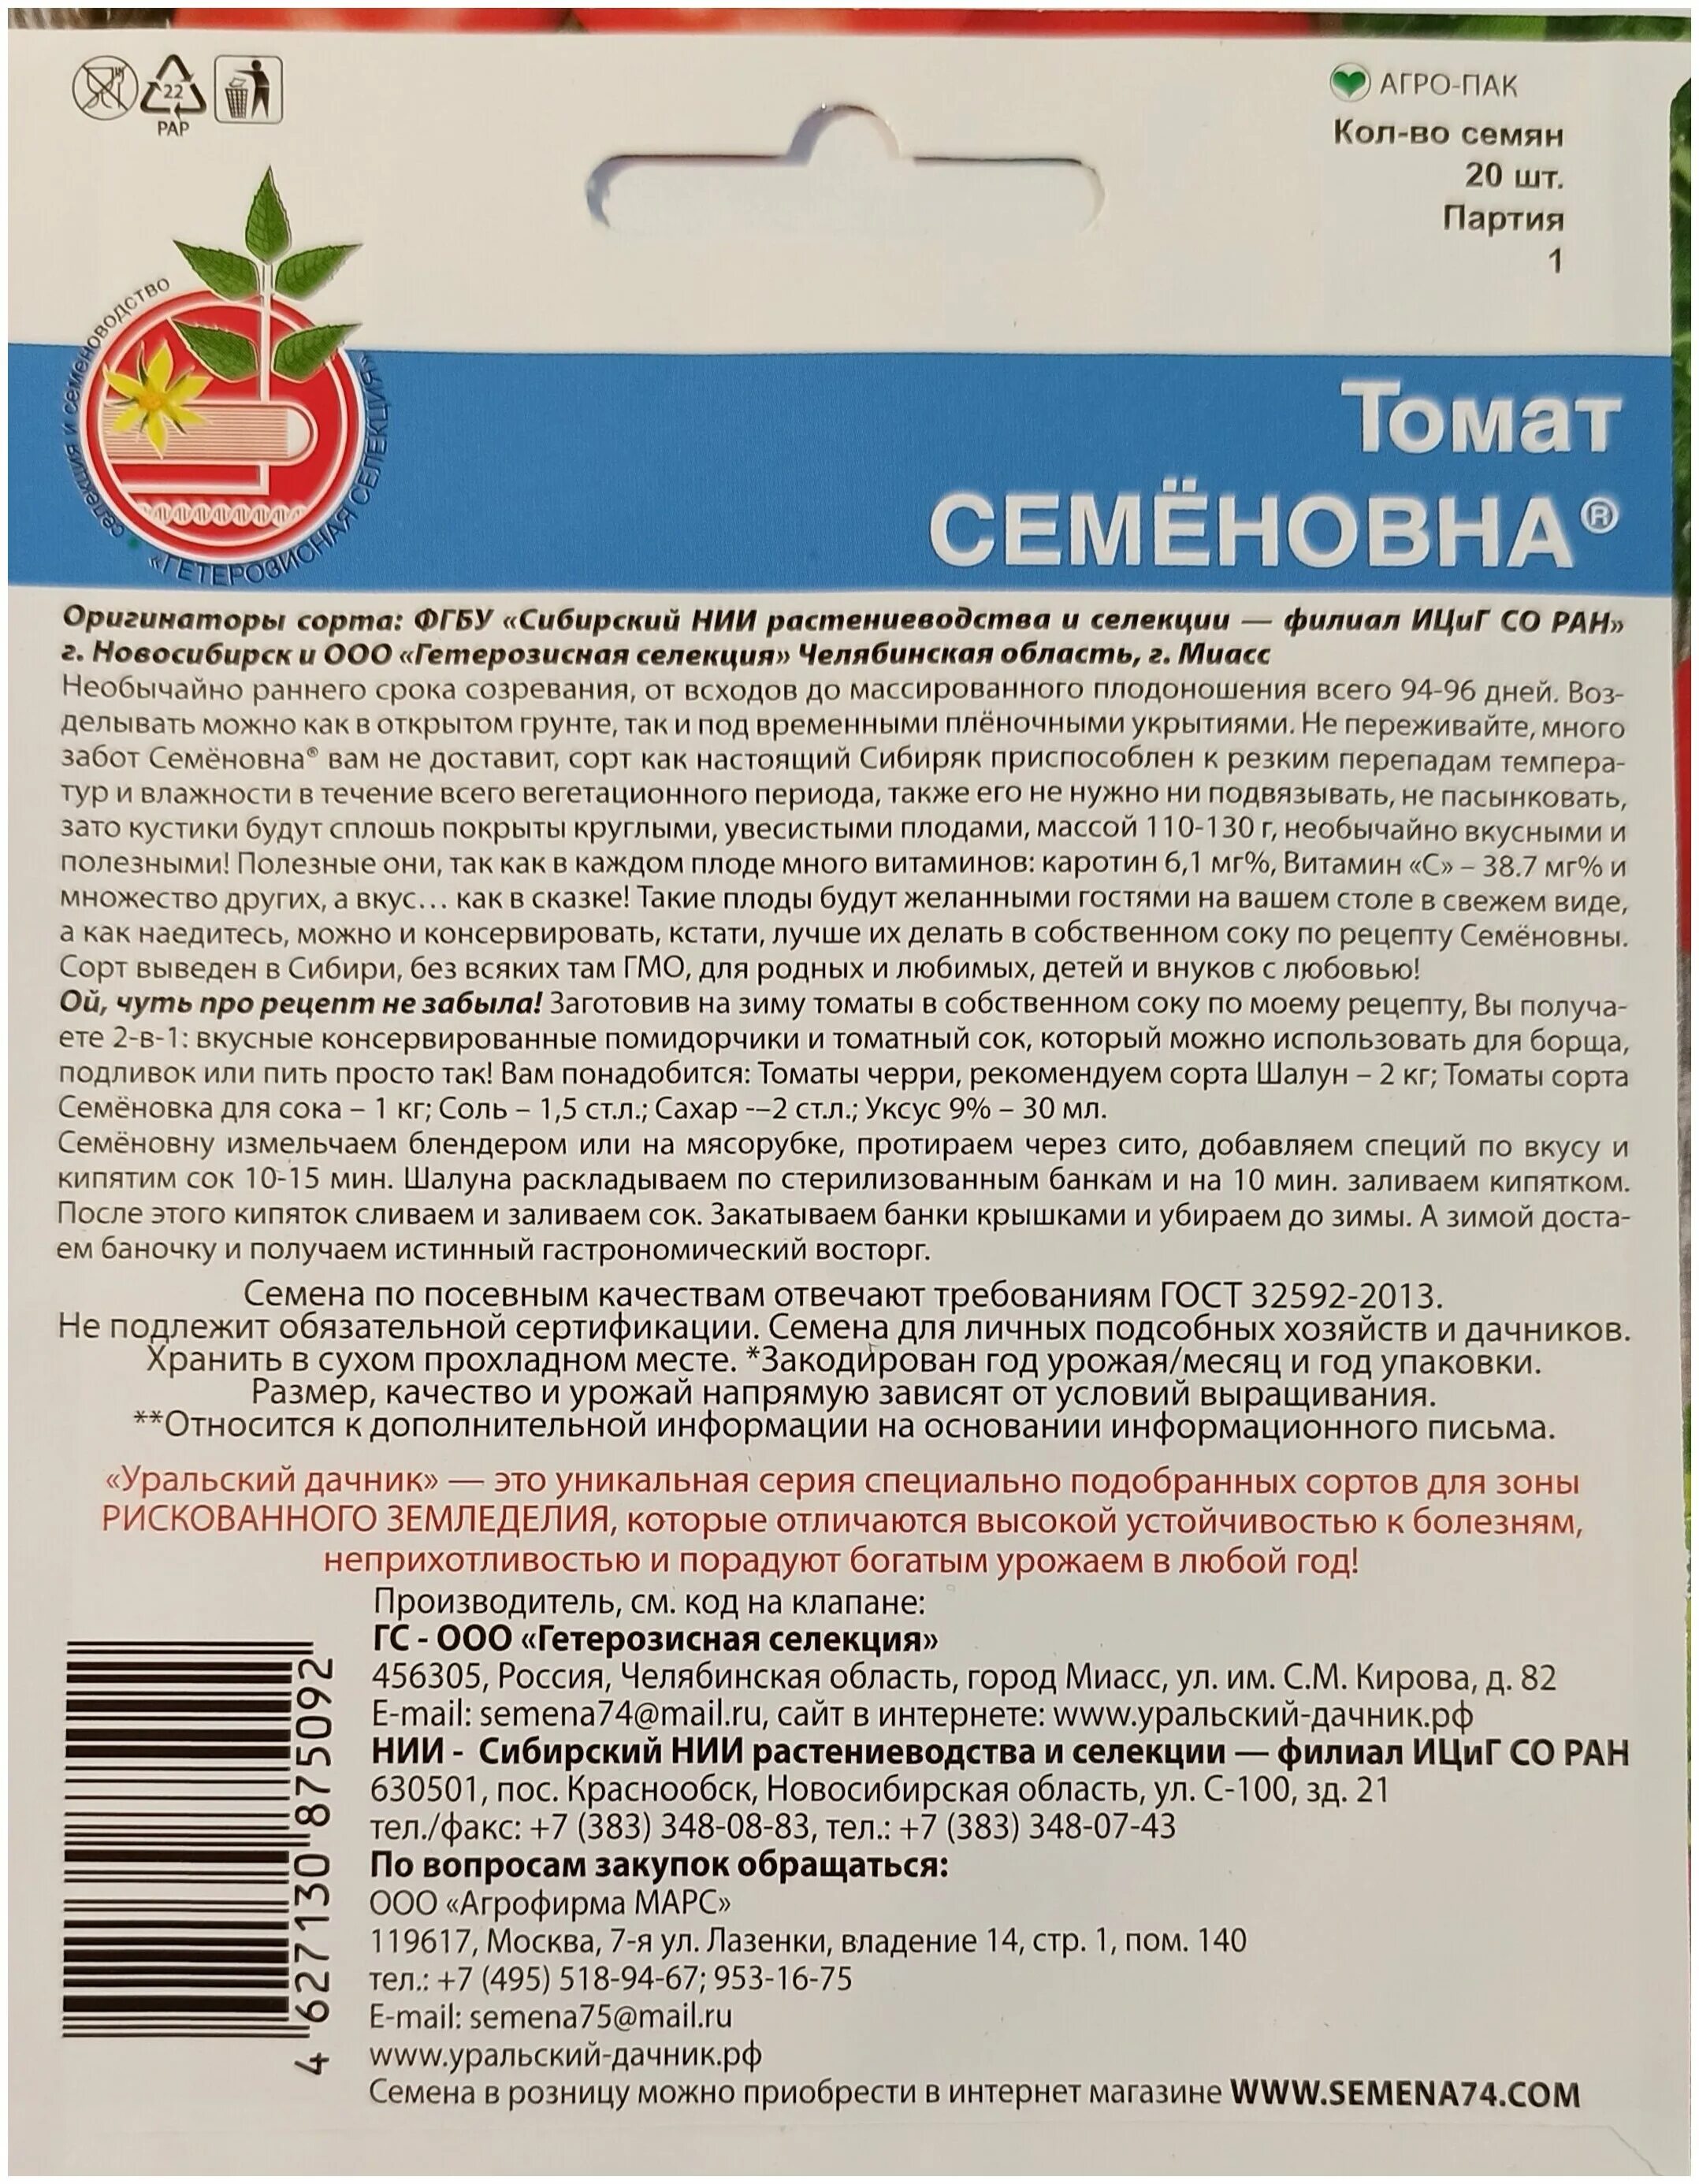 22
PAP
АГРО-ПАК
Кол-во семян
20 шт.
Партия
1
селекция и семеноводство
«ГЕТЕРОЗИСНАЯ СЕЛЕКЦИЯ»
Томат
СЕМЁНОВНА®
Оригинаторы сорта: ФГБУ «Сибирский НИИ растениеводства и селекции — филиал ИЦиГ СО РАН»
г. Новосибирск и ООО «Гетерозисная селекция» Челябинская область, г. Миасс
Необычайно раннего срока созревания, от всходов до массированного плодоношения всего 94-96 дней. Воз-
делывать можно как в открытом грунте, так и под временными плёночными укрытиями. Не переживайте, много
забот Семёновна® вам не доставит, сорт как настоящий Сибиряк приспособлен к резким перепадам темпера-
тур и влажности в течение всего вегетационного периода, также его не нужно ни подвязывать, не пасынковать,
зато кустики будут сплошь покрыты круглыми, увесистыми плодами, массой 110-130 г, необычайно вкусными и
полезными! Полезные они, так как в каждом плоде много витаминов: каротин 6,1 мг%, Витамин «С» – 38.7 мг% и
множество других, а вкус... как в сказке! Такие плоды будут желанными гостями на вашем столе в свежем виде,
а как наедитесь, можно и консервировать, кстати, лучше их делать в собственном соку по рецепту Семёновны.
Сорт выведен в Сибири, без всяких там ГМО, для родных и любимых, детей и внуков с любовью!
Ой, чуть про рецепт не забыла! Заготовив на зиму томаты в собственном соку по моему рецепту, Вы получа-
ете 2-в-1: вкусные консервированные помидорчики и томатный сок, который можно использовать для борща,
подливок или пить просто так! Вам понадобится: Томаты черри, рекомендуем сорта Шалун – 2 кг; Томаты сорта
Семёновка для сока – 1 кг; Соль – 1,5 ст.л.; Сахар -–2 ст.л.; Уксус 9% – 30 мл.
Семёновну измельчаем блендером или на мясорубке, протираем через сито, добавляем специй по вкусу и
кипятим сок 10-15 мин. Шалуна раскладываем по стерилизованным банкам и на 10 мин. заливаем кипятком.
После этого кипяток сливаем и заливаем сок. Закатываем банки крышками и убираем до зимы. А зимой доста-
ем баночку и получаем истинный гастрономический восторг.
Семена по посевным качествам отвечают требованиям ГОСТ 32592-2013.
Не подлежит обязательной сертификации. Семена для личных подсобных хозяйств и дачников.
Хранить в сухом прохладном месте. *Закодирован год урожая/месяц и год упаковки.
Размер, качество и урожай напрямую зависят от условий выращивания.
**Относится к дополнительной информации на основании информационного письма.
«Уральский дачник» — это уникальная серия специально подобранных сортов для зоны
РИСКОВАННОГО ЗЕМЛЕДЕЛИЯ, которые отличаются высокой устойчивостью к болезням,
неприхотливостью и порадуют богатым урожаем в любой год!
Производитель, см. код на клапане:
ГС - ООО «Гетерозисная селекция»
456305, Россия, Челябинская область, город Миасс, ул. им. С.М. Кирова, д. 82
E-mail: semena74@mail.ru, сайт в интернете: www.уральский-дачник.рф
НИИ - Сибирский НИИ растениеводства и селекции — филиал ИЦиГ СО РАН
630501, пос. Краснообск, Новосибирская область, ул. С-100, зд. 21
тел./факс: +7 (383) 348-08-83, тел.: +7 (383) 348-07-43
По вопросам закупок обращаться:
ООО «Агрофирма МАРС»
119617, Москва, 7-я ул. Лазенки, владение 14, стр. 1, пом. 140
тел.: +7 (495) 518-94-67; 953-16-75
E-mail: semena75@mail.ru
www.уральский-дачник.рф
Семена в розницу можно приобрести в интернет магазине WWW.SEMENA74.COM
4 627130 875092